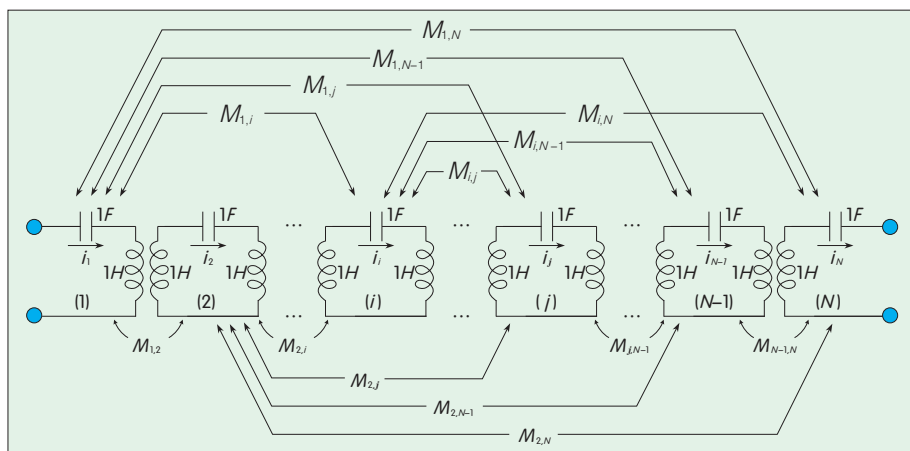 M1,N
M1,N–1
M1,j
M1,i
Mi,N
Mi,N–1
Mi,j
1F 1F ... 1F ... 1F ... 1F 1F
i1 i2 ii ij iN–1 iN
1H 1H 1H 1H 1H 1H 1H 1H 1H 1H
(1) (2) ... (i) ... (j) ... (N–1) (N)
M1,2 M2,i Mj,N–1 MN–1,N
M2,j
M2,N–1
M2,N